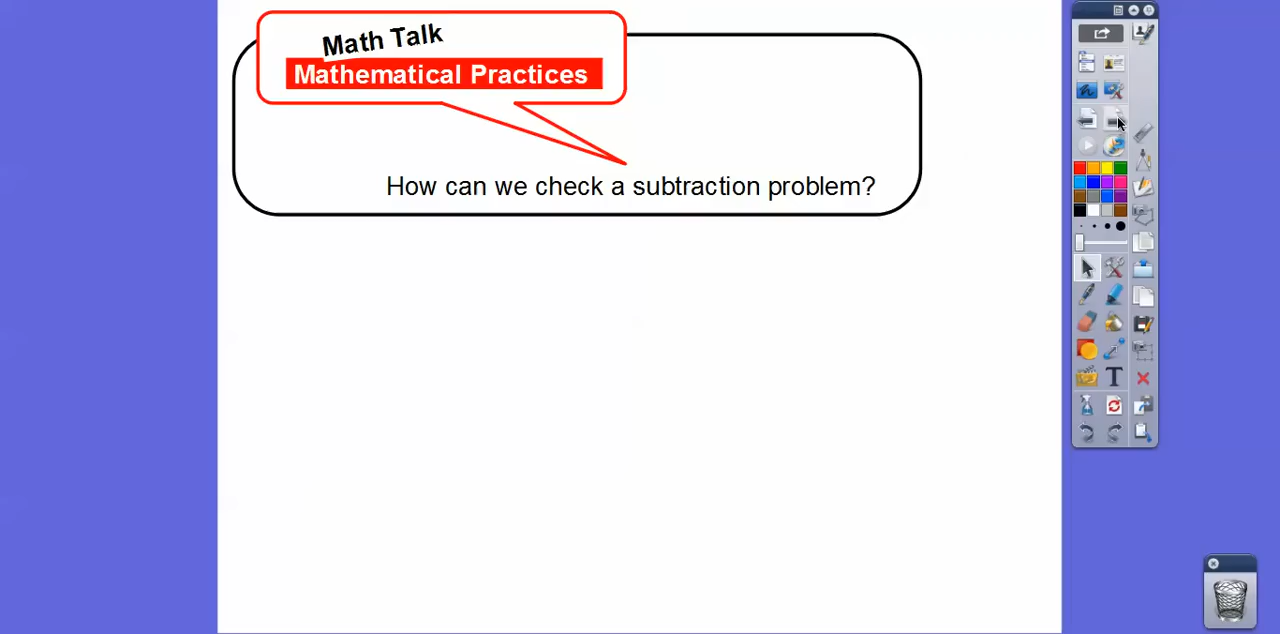 Math Talk
Mathematical Practices
How can we check a subtraction problem?
T